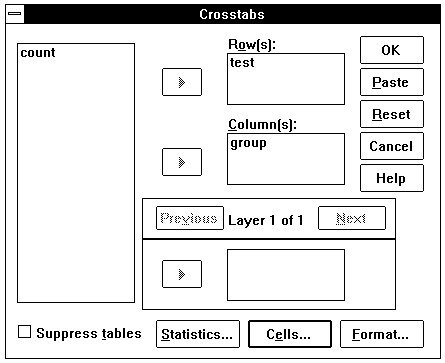 Crosstabs
count
Row(s):
test
OK
Paste
Reset
Column(s):
group
Cancel
Help
Previous Layer 1 of 1 Next
Suppress tables Statistics... Cells... Format...